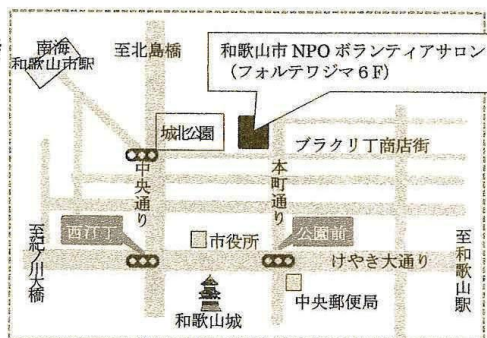 南海
和歌山市駅
至北島橋
和歌山市NPOボランティアサロン
(フォルテワジマ6F)
城北公園
ブラクリ丁商店街
中央通り
本町通り
至紀ノ川大橋
西汀丁
市役所
公園前
けやき大通り
至和歌山駅
和歌山城
中央郵便局